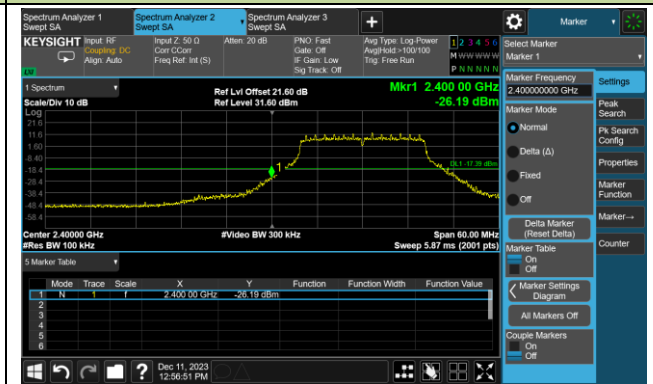 Spectrum Analyzer 1
Swept SA
Spectrum Analyzer 2
Swept SA
Spectrum Analyzer 3
Swept SA
Marker
KEYSIGHT
Input: RF
Coupling: DC
Align: Auto
Input Z: 50 Ω
Corr CCorr
Freq Ref: Int (S)
Atten: 20 dB
PNO: Fast
Gate: Off
IF Gain: Low
Sig Track: Off
Avg Type: Log-Power
Avg|Hold:>100/100
Trig: Free Run
1 2 3 4 5 6
M W W W W W
P N N N N N
Select Marker
Marker 1
1 Spectrum
Scale/Div 10 dB
Log
Ref Lvl Offset 21.60 dB
Ref Level 31.60 dBm
Mkr1 2.400 00 GHz
-26.19 dBm
21.6
11.6
1.60
-8.40
-18.4
-28.4
-38.4
-48.4
-58.4
1
DL1 -17.39 dBm
Center 2.40000 GHz
#Res BW 100 kHz
#Video BW 300 kHz
Span 60.00 MHz
Sweep 5.87 ms (2001 pts)
5 Marker Table
Mode Trace Scale X Y Function Function Width Function Value
1 N 1 f 2.400 00 GHz -26.19 dBm
2
3
4
5
6
Marker Frequency
2.400000000 GHz
Marker Mode
Normal
Delta (Δ)
Fixed
Off
Delta Marker
(Reset Delta)
Marker Table
On
Off
Marker Settings
Diagram
All Markers Off
Couple Markers
On
Off
Settings
Peak
Search
Pk Search
Config
Properties
Marker
Function
Marker→
Counter
Dec 11, 2023
12:56:51 PM